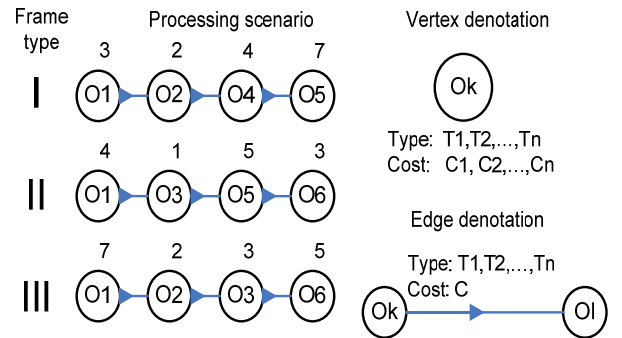 Frame type
Processing scenario
Vertex denotation
3 2 4 7
I O1 O2 O4 O5
Ok
Type: T1,T2,...,Tn
Cost: C1, C2,...,Cn
4 1 5 3
II O1 O3 O5 O6
Edge denotation
7 2 3 5
III O1 O2 O3 O6
Type: T1,T2,...,Tn
Cost: C
Ok Ol